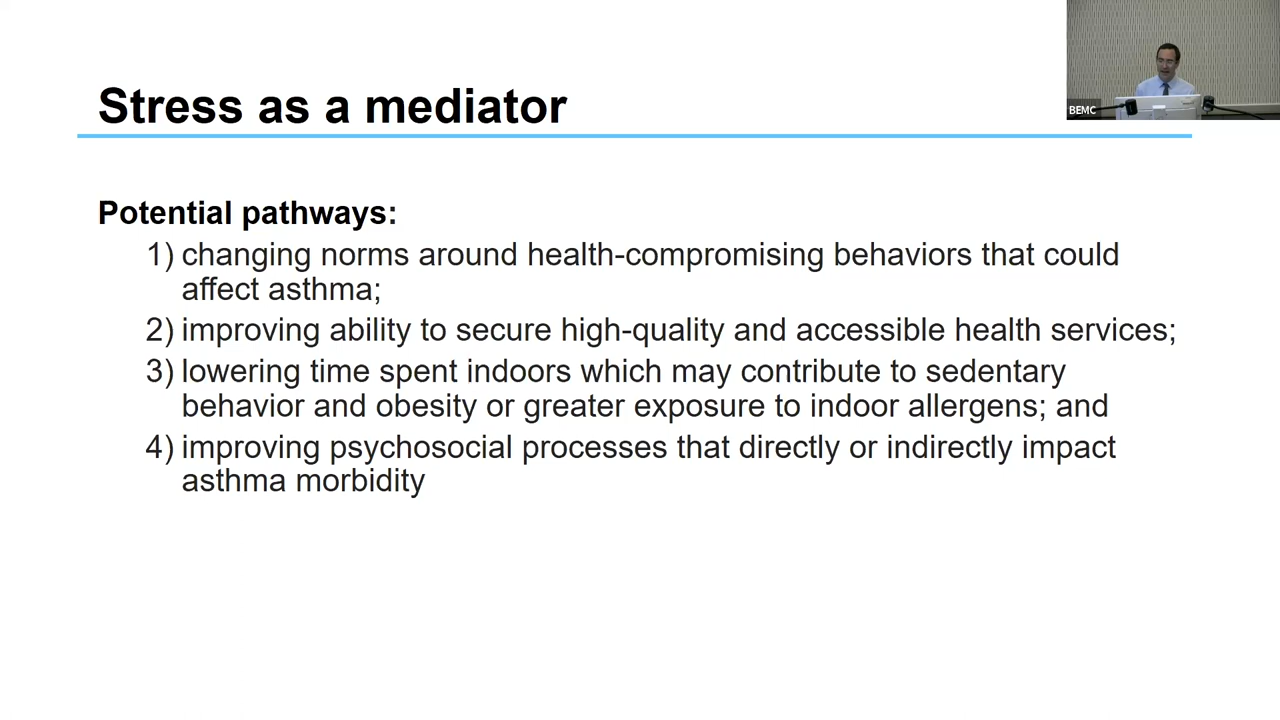 Stress as a mediator
BEMC
Potential pathways:
1) changing norms around health-compromising behaviors that could
affect asthma;
2) improving ability to secure high-quality and accessible health services;
3) lowering time spent indoors which may contribute to sedentary
behavior and obesity or greater exposure to indoor allergens; and
4) improving psychosocial processes that directly or indirectly impact
asthma morbidity